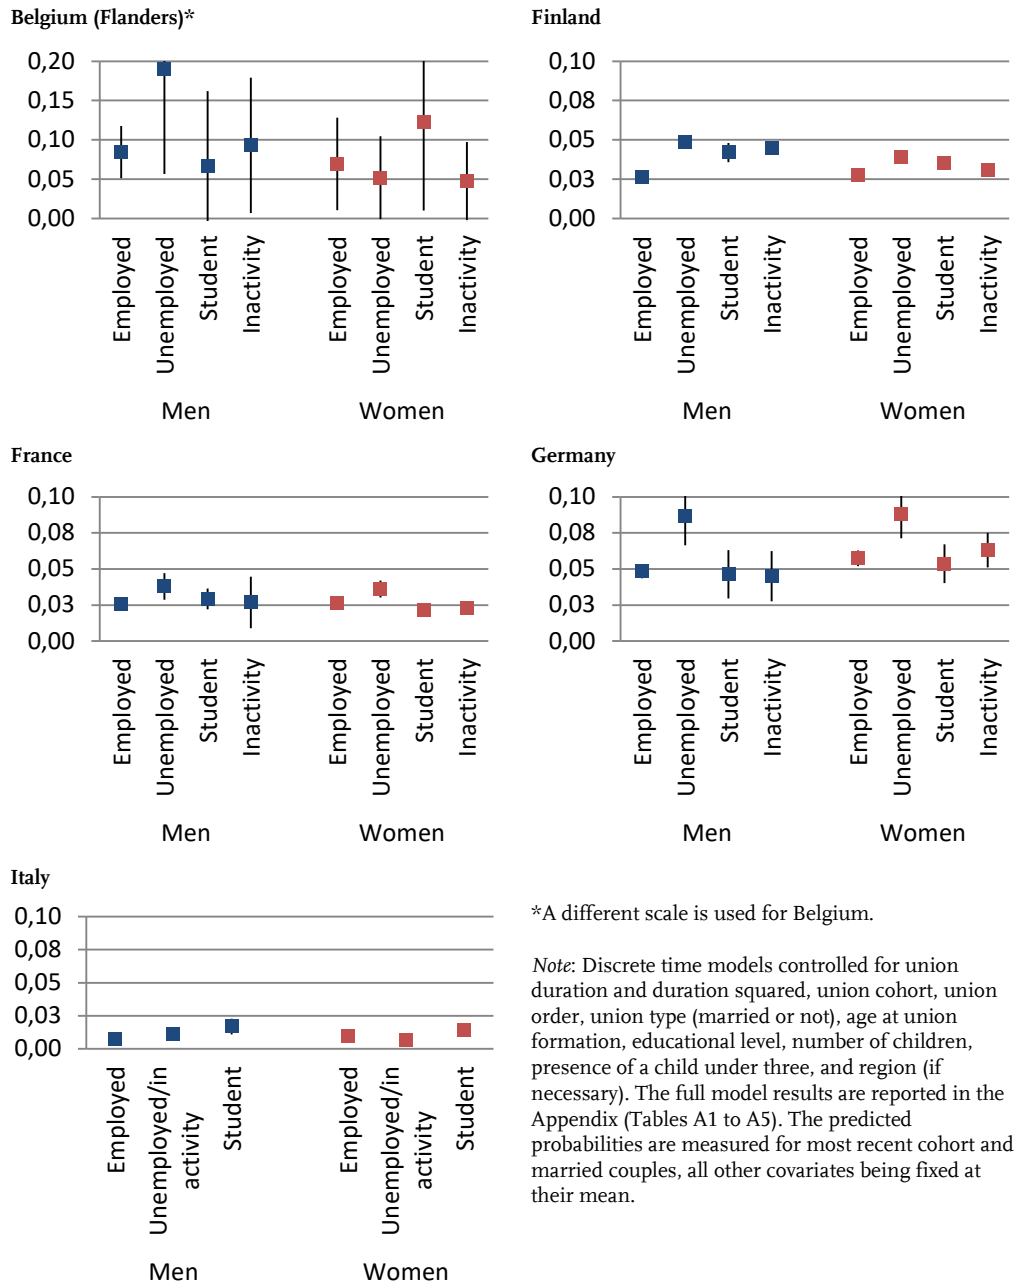 Belgium (Flanders)*
0,20
0,15
0,10
0,05
0,00
Employed
Unemployed
Student
Inactivity
Employed
Unemployed
Student
Inactivity
Men
Women
Finland
0,10
0,08
0,05
0,03
0,00
Employed
Unemployed
Student
Inactivity
Employed
Unemployed
Student
Inactivity
Men
Women
France
0,10
0,08
0,05
0,03
0,00
Employed
Unemployed
Student
Inactivity
Employed
Unemployed
Student
Inactivity
Men
Women
Germany
0,10
0,08
0,05
0,03
0,00
Employed
Unemployed
Student
Inactivity
Employed
Unemployed
Student
Inactivity
Men
Women
Italy
0,10
0,08
0,05
0,03
0,00
Employed
Unemployed/in
activity
Student
Employed
Unemployed/in
activity
Student
Men
Women
*A different scale is used for Belgium.
Note: Discrete time models controlled for union
duration and duration squared, union cohort, union
order, union type (married or not), age at union
formation, educational level, number of children,
presence of a child under three, and region (if
necessary). The full model results are reported in the
Appendix (Tables A1 to A5). The predicted
probabilities are measured for most recent cohort and
married couples, all other covariates being fixed at
their mean.